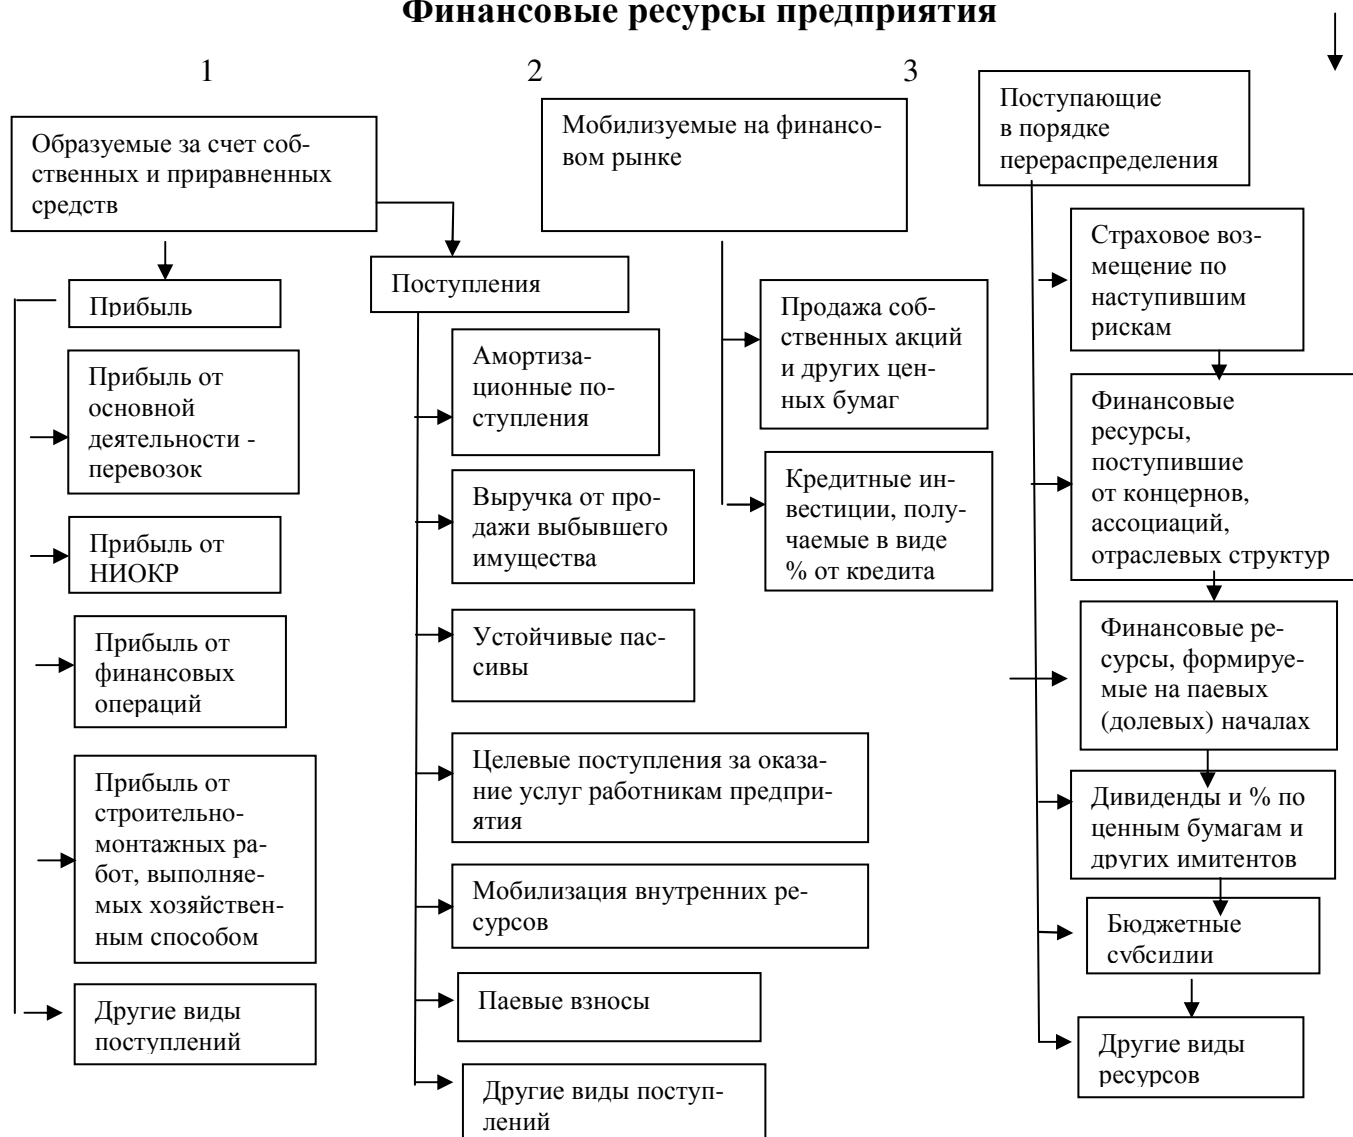 Финансовые ресурсы предприятия
1
2
3
Образуемые за счет соб-
ственных и приравненных
средств
Прибыль
Прибыль от
основной
деятельности -
перевозок
Прибыль от
НИОКР
Прибыль от
финансовых
операций
Прибыль от
строительно-
монтажных ра-
бот, выполняе-
мых хозяйствен-
ным способом
Другие виды
поступлений
Поступления
Амортиза-
ционные по-
ступления
Выручка от про-
дажи выбывшего
имущества
Устойчивые пас-
сивы
Целевые поступления за оказа-
ние услуг работникам предпри-
ятия
Мобилизация внутренних ре-
сурсов
Паевые взносы
Другие виды поступ-
лений
Мобилизуемые на финансо-
вом рынке
Продажа соб-
ственных акций
и других цен-
ных бумаг
Кредитные ин-
вестиции, полу-
чаемые в виде
% от кредита
Поступающие
в порядке
перераспределения
Страховое воз-
мещение по
наступившим
рискам
Финансовые
ресурсы,
поступившие
от концернов,
ассоциаций,
отраслевых структур
Финансовые ре-
сурсы, формируе-
мые на паевых
(долевых) началах
Дивиденды и % по
ценным бумагам и
других имитентов
Бюджетные
субсидии
Другие виды
ресурсов